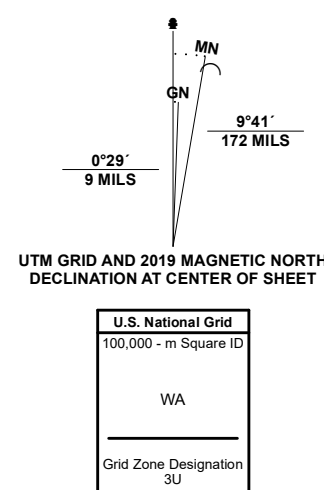 MN
GN
9°41´
172 MILS
0°29´
9 MILS
UTM GRID AND 2019 MAGNETIC NORTH
DECLINATION AT CENTER OF SHEET
U.S. National Grid
100,000 - m Square ID
WA
Grid Zone Designation
3U